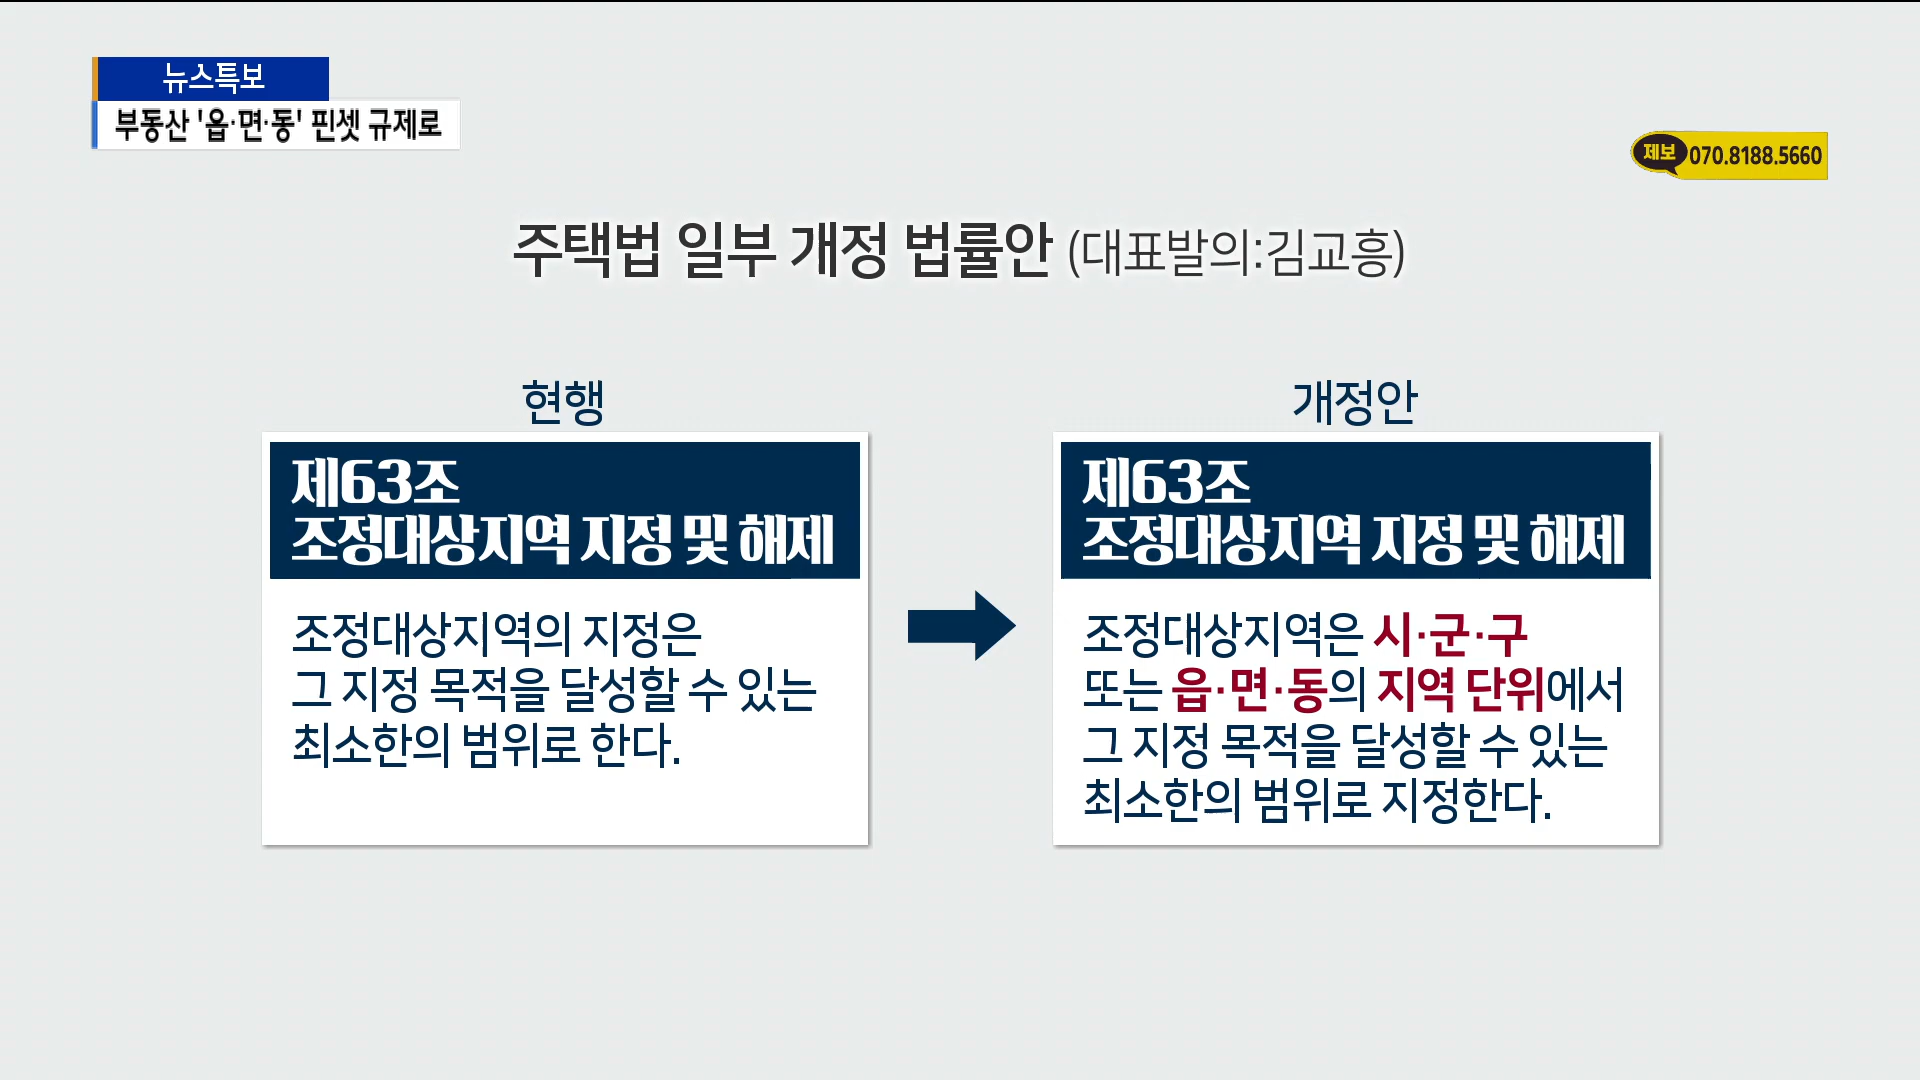 뉴스특보
부동산 '읍·면·동' 핀셋 규제로
제보 070.8188.5660
주택법 일부 개정 법률안 (대표발의:김교흥)
현행
제63조
조정대상지역 지정 및 해제
조정대상지역의 지정은
그 지정 목적을 달성할 수 있는
최소한의 범위로 한다.
개정안
제63조
조정대상지역 지정 및 해제
조정대상지역은 시·군·구
또는 읍·면·동의 지역 단위에서
그 지정 목적을 달성할 수 있는
최소한의 범위로 지정한다.